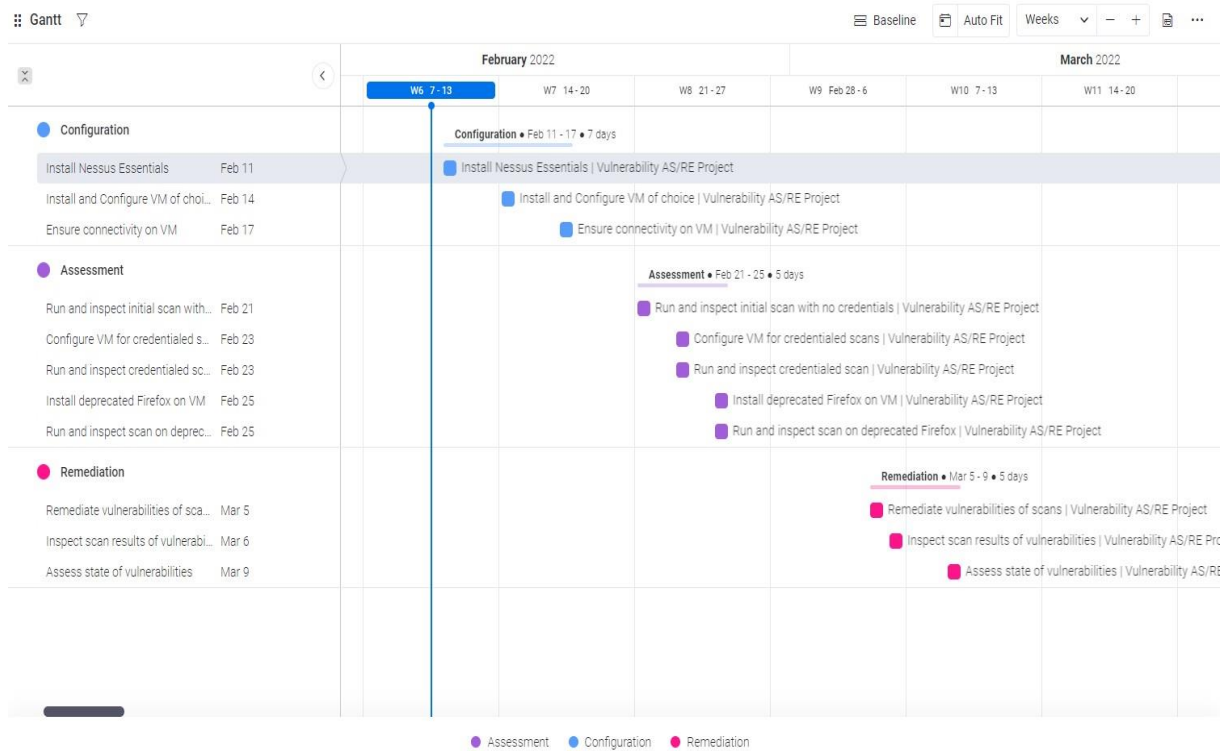 Gantt
Baseline
Auto Fit
Weeks
February 2022
March 2022
W6 7 - 13
W7 14 - 20
W8 21 - 27
W9 Feb 28 - 6
W10 7 - 13
W11 14 - 20
Configuration
Configuration • Feb 11 - 17 • 7 days
Install Nessus Essentials Feb 11
Install Nessus Essentials | Vulnerability AS/RE Project
Install and Configure VM of choi... Feb 14
Install and Configure VM of choice | Vulnerability AS/RE Project
Ensure connectivity on VM Feb 17
Ensure connectivity on VM | Vulnerability AS/RE Project
Assessment
Assessment • Feb 21 - 25 • 5 days
Run and inspect initial scan with... Feb 21
Run and inspect initial scan with no credentials | Vulnerability AS/RE Project
Configure VM for credentialed s... Feb 23
Configure VM for credentialed scans | Vulnerability AS/RE Project
Run and inspect credentialed sc... Feb 23
Run and inspect credentialed scan | Vulnerability AS/RE Project
Install deprecated Firefox on VM Feb 25
Install deprecated Firefox on VM | Vulnerability AS/RE Project
Run and inspect scan on deprec... Feb 25
Run and inspect scan on deprecated Firefox | Vulnerability AS/RE Project
Remediation
Remediation • Mar 5 - 9 • 5 days
Remediate vulnerabilities of sca... Mar 5
Remediate vulnerabilities of scans | Vulnerability AS/RE Project
Inspect scan results of vulnerabi... Mar 6
Inspect scan results of vulnerabilities | Vulnerability AS/RE Pro
Assess state of vulnerabilities Mar 9
Assess state of vulnerabilities | Vulnerability AS/RE
Assessment
Configuration
Remediation